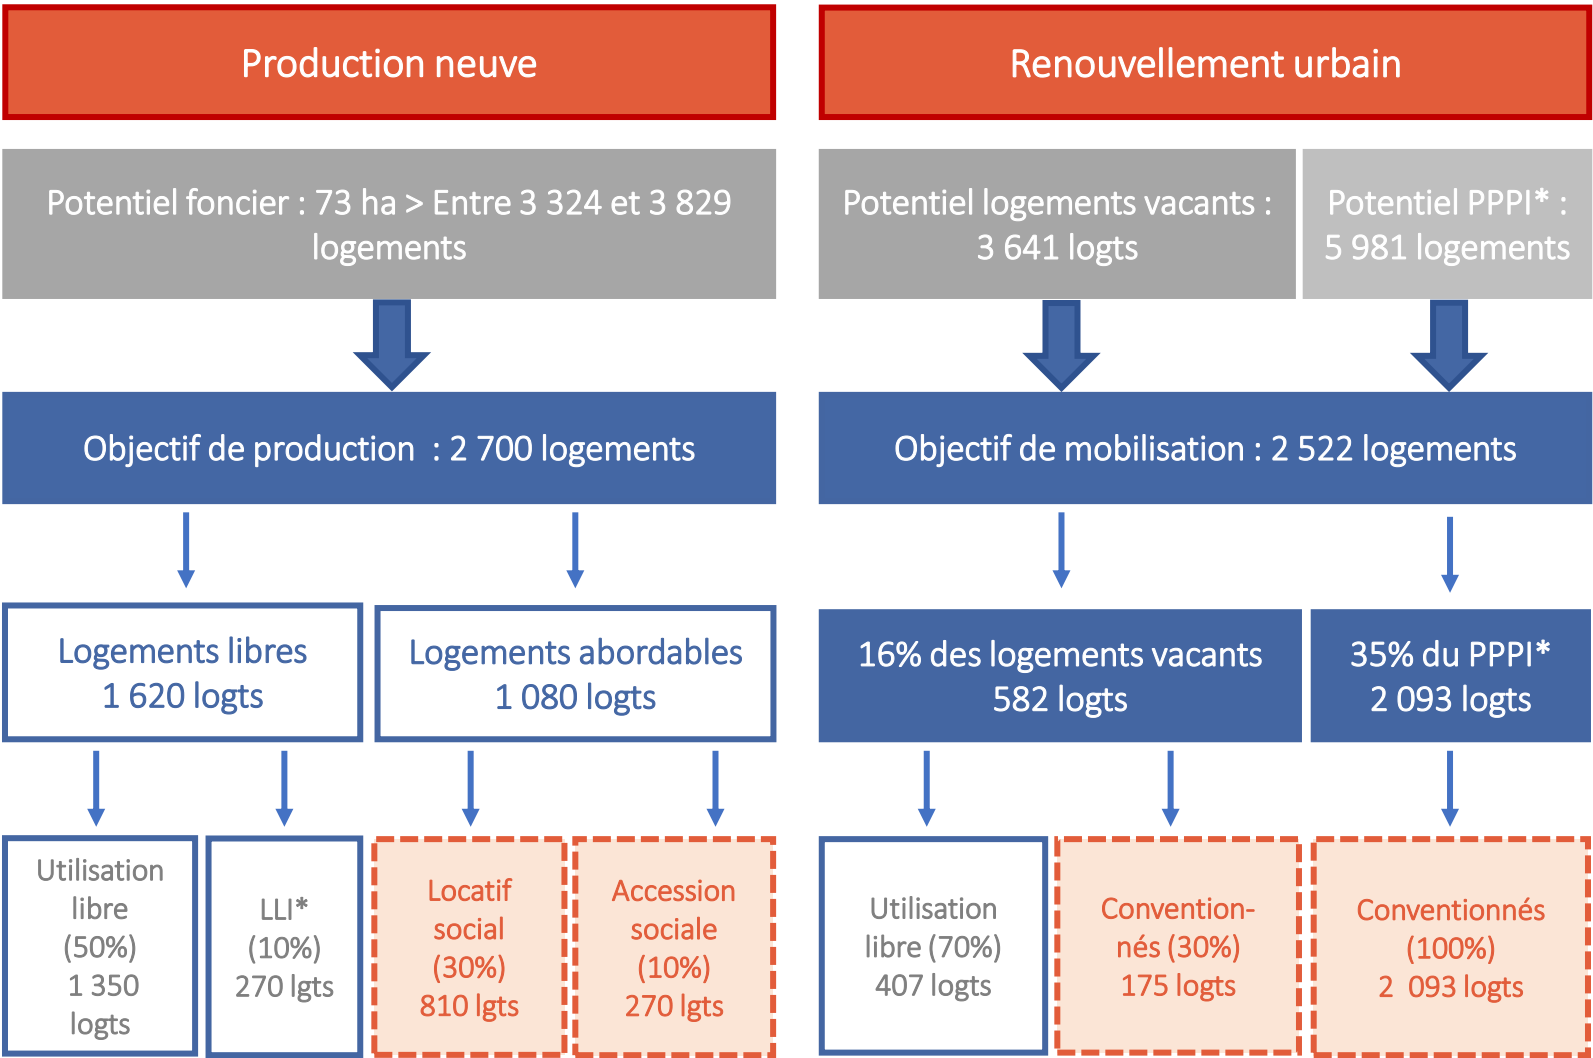 Production neuve
Potentiel foncier : 73 ha > Entre 3 324 et 3 829
logements
Objectif de production  : 2 700 logements
Logements libres
1 620 logts
Logements abordables
1 080 logts
Utilisation
libre
(50%)
1 350
logts
LLI*
(10%)
270 lgts
Locatif
social
(30%)
810 lgts
Accession
sociale
(10%)
270 lgts
Renouvellement urbain
Potentiel logements vacants :
3 641 logts
Potentiel PPPI* :
5 981 logements
Objectif de mobilisation : 2 522 logements
16% des logements vacants
582 logts
35% du PPPI*
2 093 logts
Utilisation
libre (70%)
407 logts
Convention-
nés (30%)
175 logts
Conventionnés
(100%)
2  093 logts